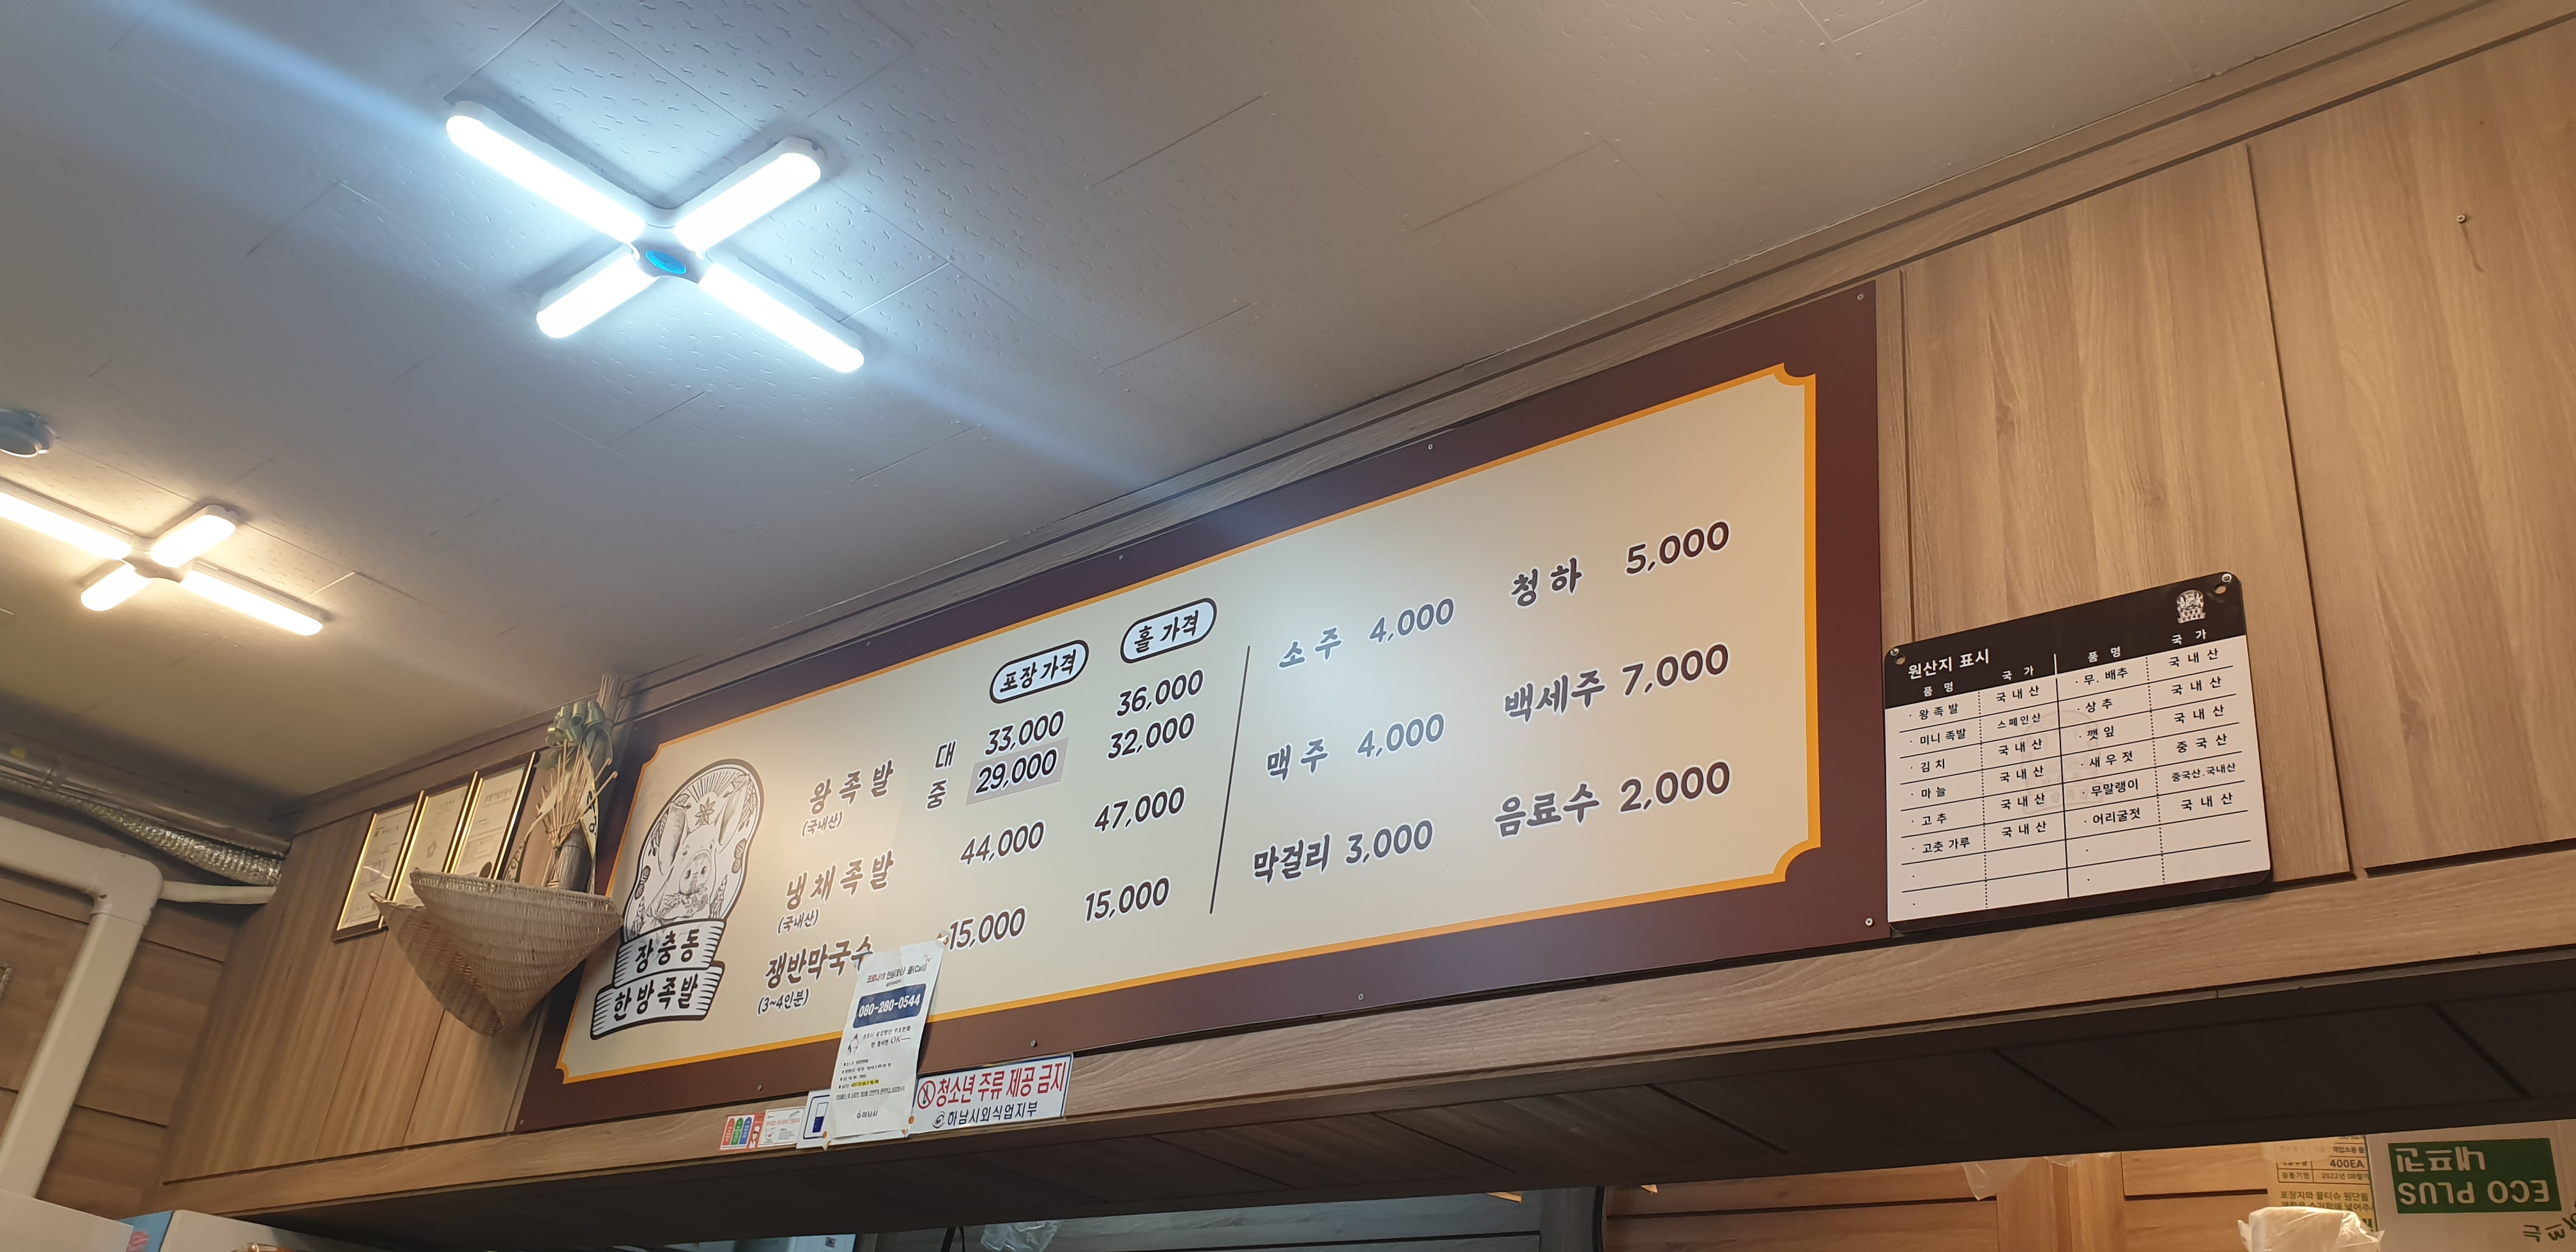 포장 가격 홀 가격
왕족발 대 33,000 36,000
(국내산) 중 29,000 32,000
냉채족발 44,000 47,000
(국내산)
쟁반막국수 15,000 15,000
(3~4인분)
소주 4,000 청하 5,000
맥주 4,000 백세주 7,000
막걸리 3,000 음료수 2,000
장충동
한방족발
080-280-0544
하남시
청소년 주류 제공 금지
하남시외식업지부
원산지 표시
품 명 국 가 품 명 국 가
· 왕족발 국내산 · 무. 배추 국내산
· 미니 족발 스페인산 · 상추 국내산
· 김치 국내산 · 깻잎 국내산
· 마늘 국내산 · 새우젓 중국산
· 고추 국내산 · 무말랭이 중국산.국내산
· 고춧가루 국내산 · 어리굴젓 국내산
400EA
ECO PLUS
내프킨